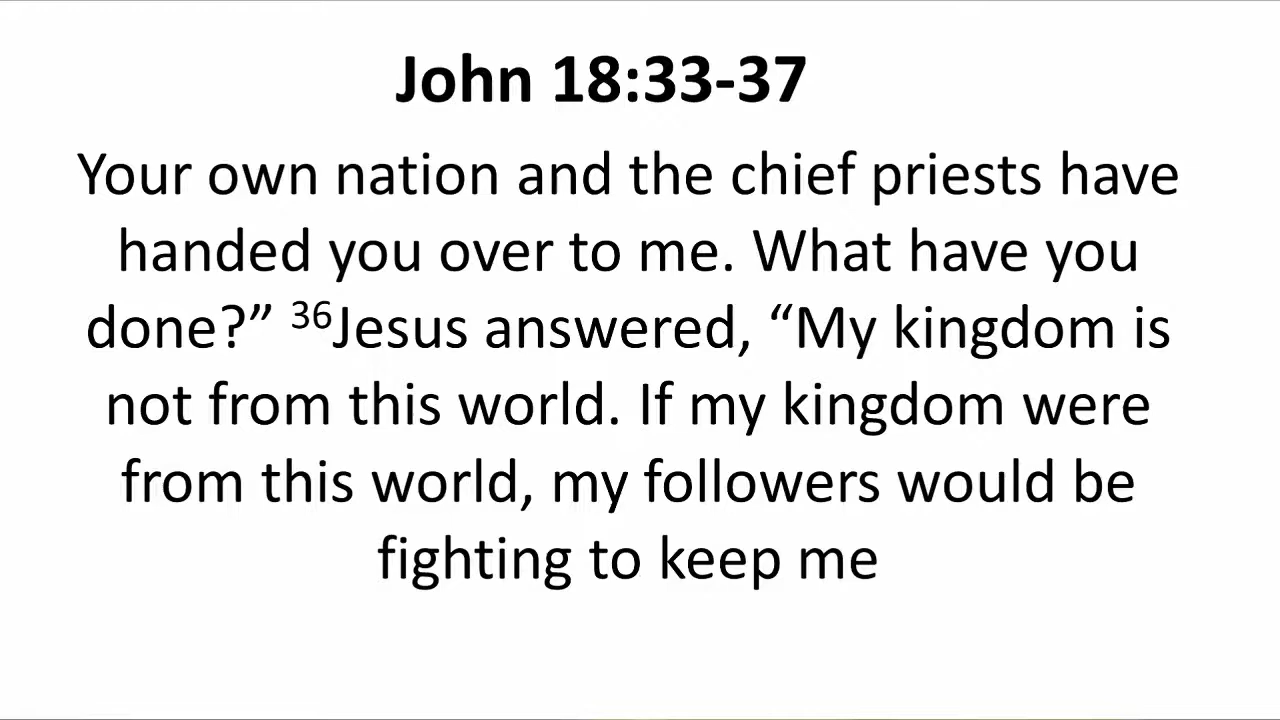 John 18:33-37
Your own nation and the chief priests have
handed you over to me. What have you
done?” ³⁶Jesus answered, “My kingdom is
not from this world. If my kingdom were
from this world, my followers would be
fighting to keep me